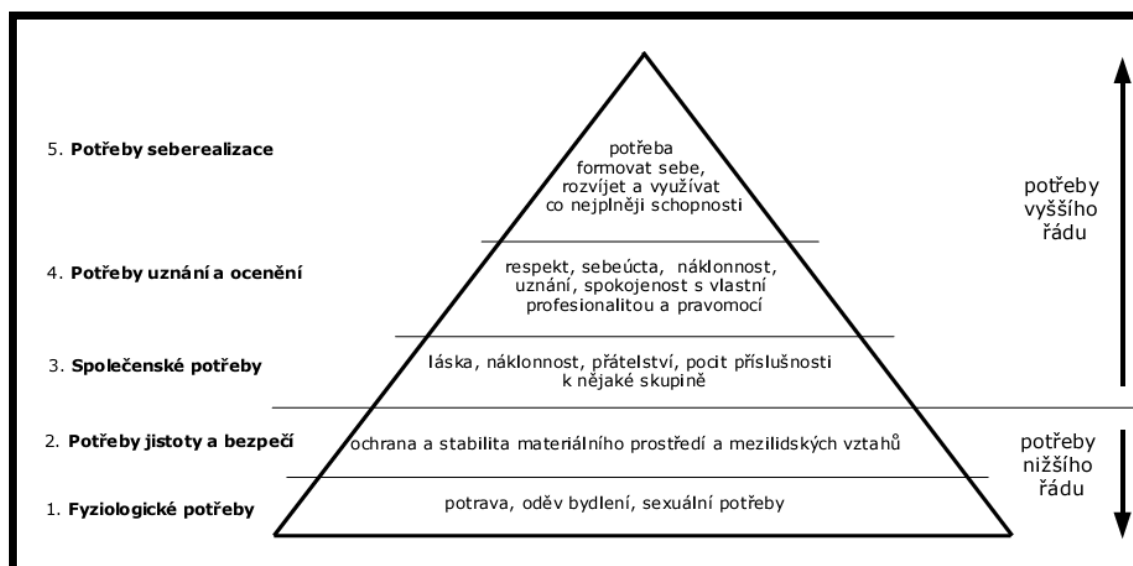 5. Potřeby seberealizace
potřeba
formovat sebe,
rozvíjet a využívat
co nejplněji schopnosti
potřeby
vyššího
řádu
4. Potřeby uznání a ocenění
respekt, sebeúcta, náklonnost,
uznání, spokojenost s vlastní
profesionalitou a pravomocí
3. Společenské potřeby
láska, náklonnost, přátelství, pocit příslušnosti
k nějaké skupině
2. Potřeby jistoty a bezpečí
ochrana a stabilita materiálního prostředí a mezilidských vztahů
potřeby
nižšího
řádu
1. Fyziologické potřeby
potrava, oděv bydlení, sexuální potřeby